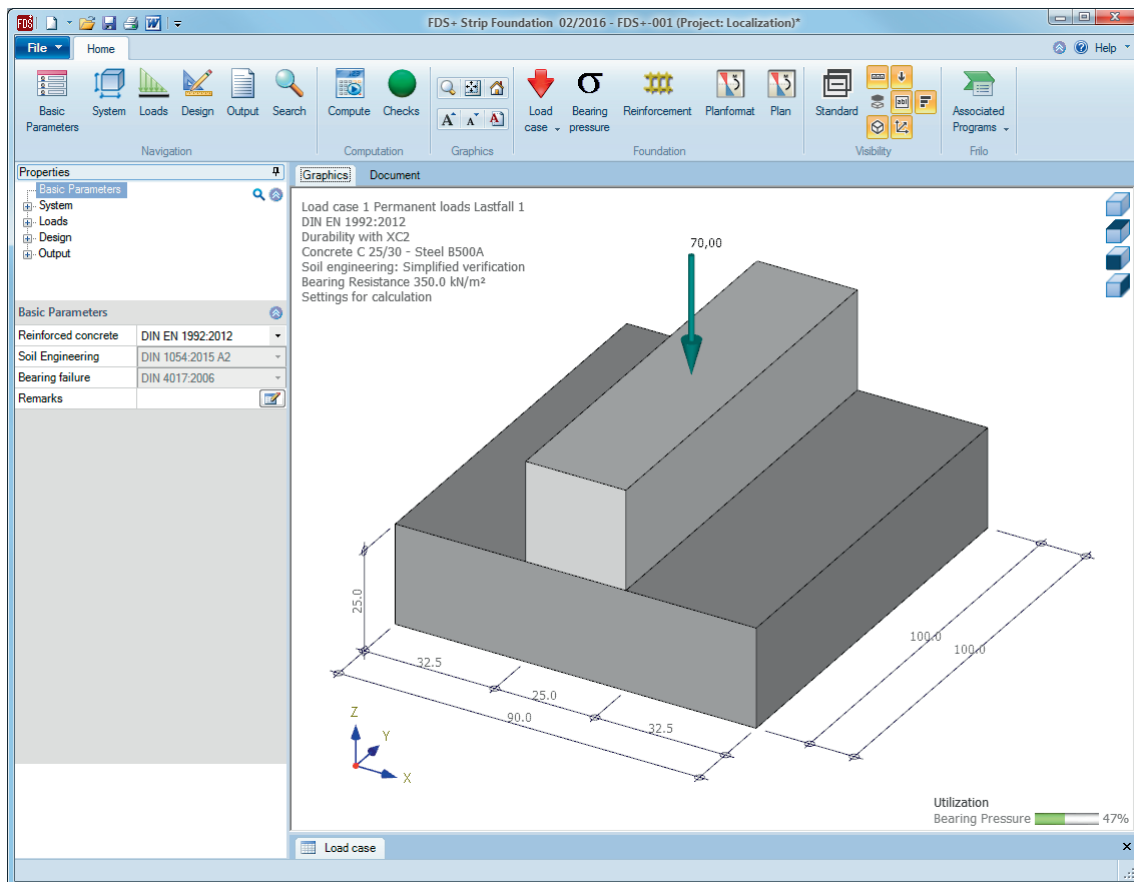 FDS+ Strip Foundation 02/2016 - FDS+-001 (Project: Localization)*
File Home Help
Basic Parameters
System
Loads
Design
Output
Search
Navigation
Compute
Checks
Computation
A A A
Graphics
Load case
σ
Bearing pressure
Reinforcement
Planformat
Plan
Foundation
Standard
abl
Visibility
Associated Programs
Frilo
Properties
Basic Parameters
System
Loads
Design
Output
Basic Parameters
Reinforced concrete DIN EN 1992:2012
Soil Engineering DIN 1054:2015 A2
Bearing failure DIN 4017:2006
Remarks
Graphics Document
Load case 1 Permanent loads Lastfall 1
DIN EN 1992:2012
Durability with XC2
Concrete C 25/30 - Steel B500A
Soil engineering: Simplified verification
Bearing Resistance 350.0 kN/m²
Settings for calculation
70,00
25.0
32.5
25.0
32.5
90.0
100.0
100.0
Z
Y
X
Utilization
Bearing Pressure 47%
Load case